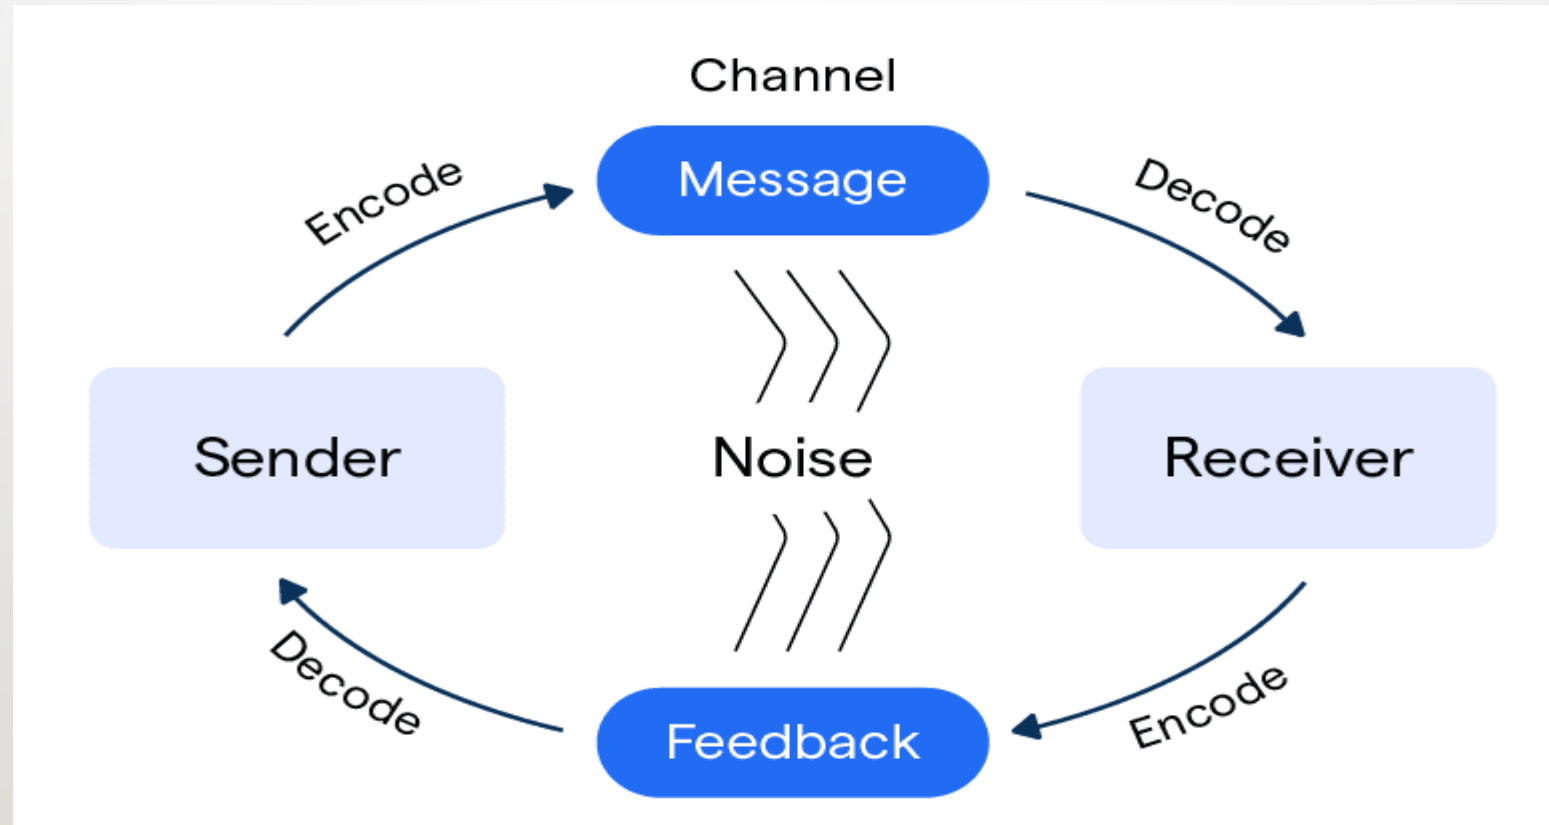 Channel
Message
Encode
Decode
Sender
Noise
Receiver
Decode
Encode
Feedback